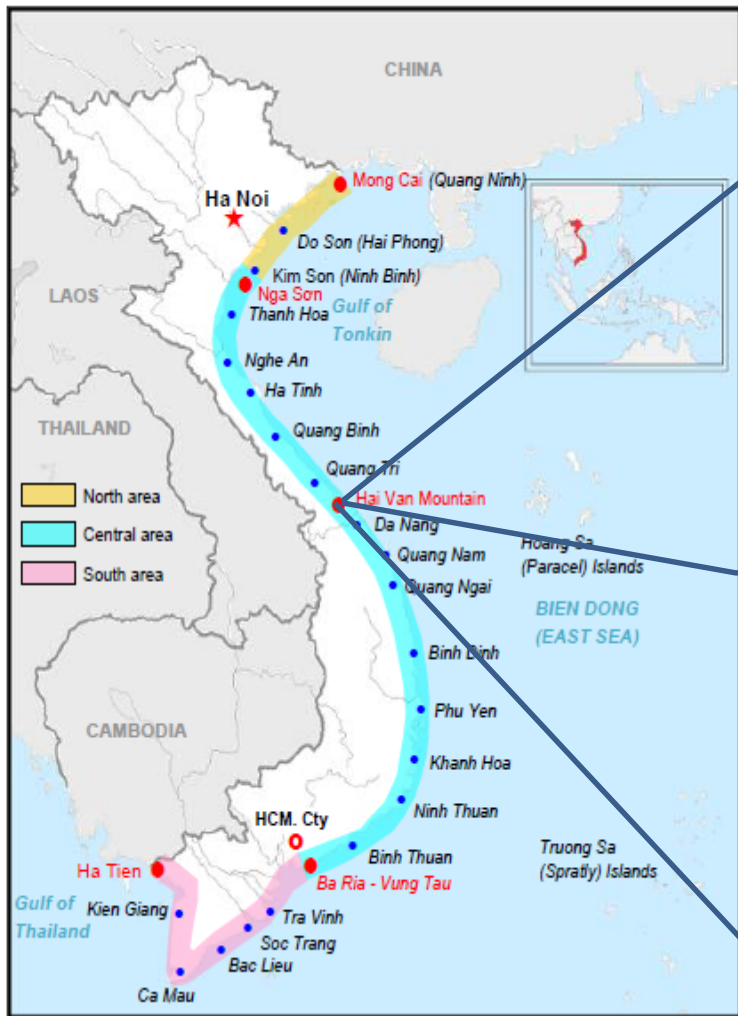 CHINA
Mong Cai (Quang Ninh)
Ha Noi
Do Son (Hai Phong)
Kim Son (Ninh Binh)
LAOS
Nga Sơn
Gulf of
Tonkin
Thanh Hoa
Nghe An
Ha Tinh
THAILAND
Quang Binh
Quang Tri
North area
Central area
South area
Hai Van Mountain
Da Nang
Hoang Sa
(Paracel) Islands
Quang Nam
Quang Ngai
BIEN DONG
(EAST SEA)
Binh Dinh
Phu Yen
CAMBODIA
Khanh Hoa
Ninh Thuan
HCM. Cty
Binh Thuan
Truong Sa
(Spratly) Islands
Ha Tien
Ba Ria - Vung Tau
Gulf of
Thailand
Kien Giang
Tra Vinh
Soc Trang
Bac Lieu
Ca Mau